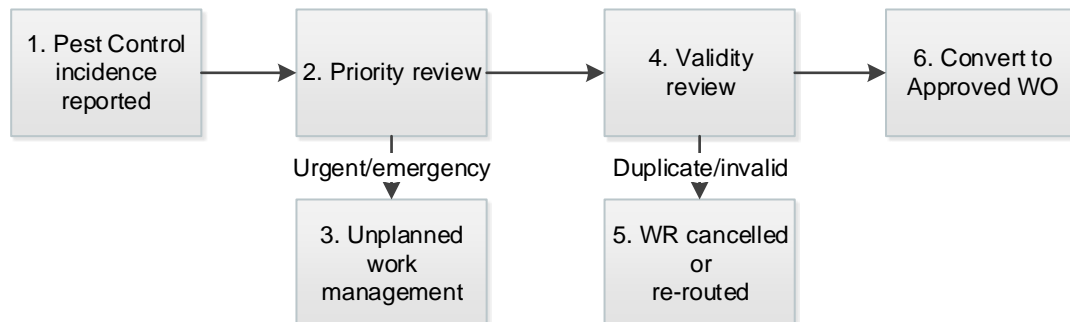 1. Pest Control
incidence
reported
2. Priority review
4. Validity
review
6. Convert to
Approved WO
Urgent/emergency
Duplicate/invalid
3. Unplanned
work
management
5. WR cancelled
or
re-routed